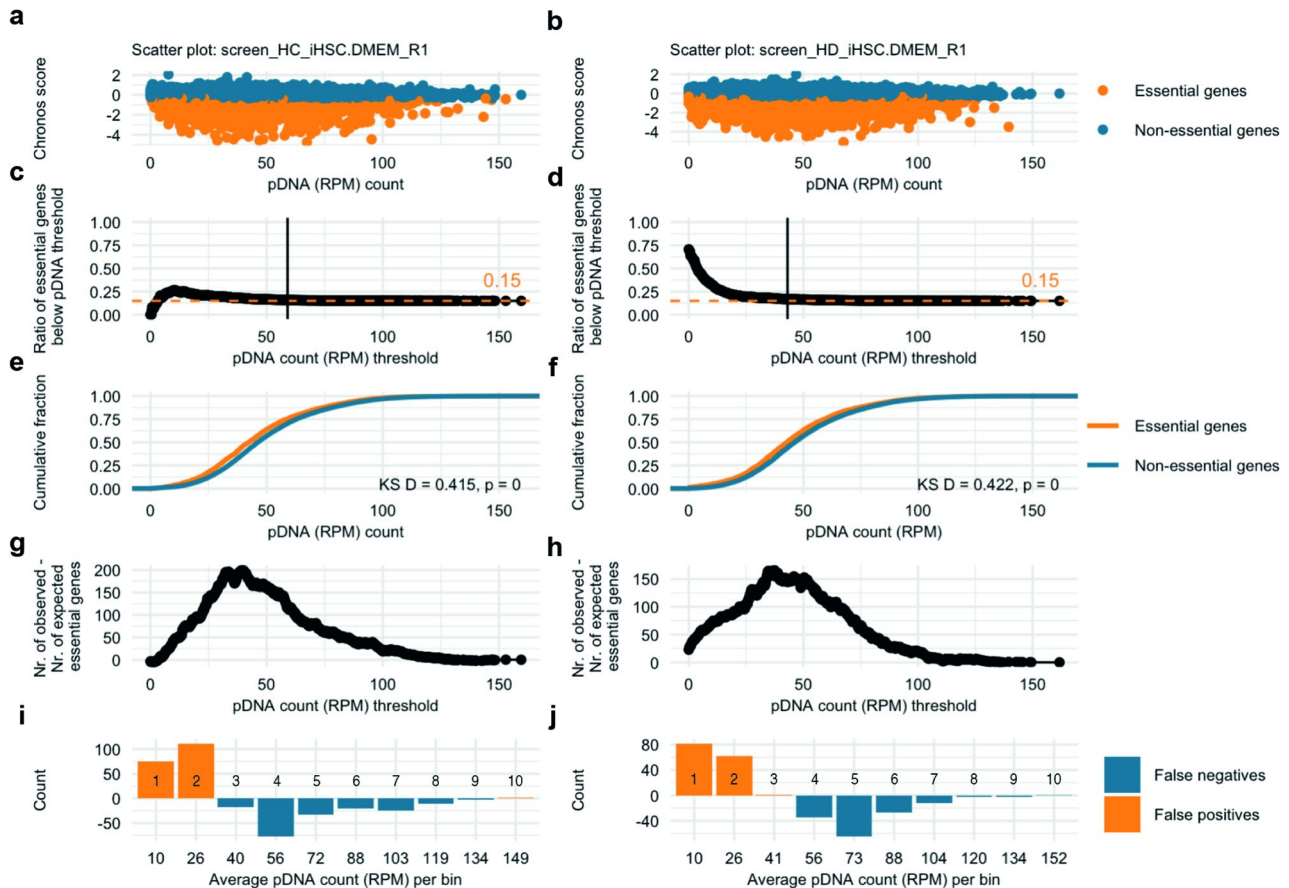 a
b
Scatter plot: screen_HC_iHSC.DMEM_R1
Scatter plot: screen_HD_iHSC.DMEM_R1
Chronos score
2
0
-2
-4
0 50 100 150
pDNA (RPM) count
Chronos score
2
0
-2
-4
0 50 100 150
pDNA (RPM) count
Essential genes
Non-essential genes
c
Ratio of essential genes
below pDNA threshold
1.00
0.75
0.50
0.25
0.00
0.15
0 50 100 150
pDNA count (RPM) threshold
d
Ratio of essential genes
below pDNA threshold
1.00
0.75
0.50
0.25
0.00
0.15
0 50 100 150
pDNA count (RPM) threshold
e
Cumulative fraction
1.00
0.75
0.50
0.25
0.00
KS D = 0.415, p = 0
0 50 100 150
pDNA (RPM) count
f
Cumulative fraction
1.00
0.75
0.50
0.25
0.00
KS D = 0.422, p = 0
0 50 100 150
pDNA count (RPM)
Essential genes
Non-essential genes
g
Nr. of observed -
Nr. of expected
essential genes
200
150
100
50
0
0 50 100 150
pDNA count (RPM) threshold
h
Nr. of observed -
Nr. of expected
essential genes
150
100
50
0
0 50 100 150
pDNA count (RPM) threshold
i
Count
100
50
0
-50
1 2 3 4 5 6 7 8 9 10
10 26 40 56 72 88 103 119 134 149
Average pDNA count (RPM) per bin
j
Count
80
40
0
-40
1 2 3 4 5 6 7 8 9 10
10 26 41 56 73 88 104 120 134 152
Average pDNA count (RPM) per bin
False negatives
False positives